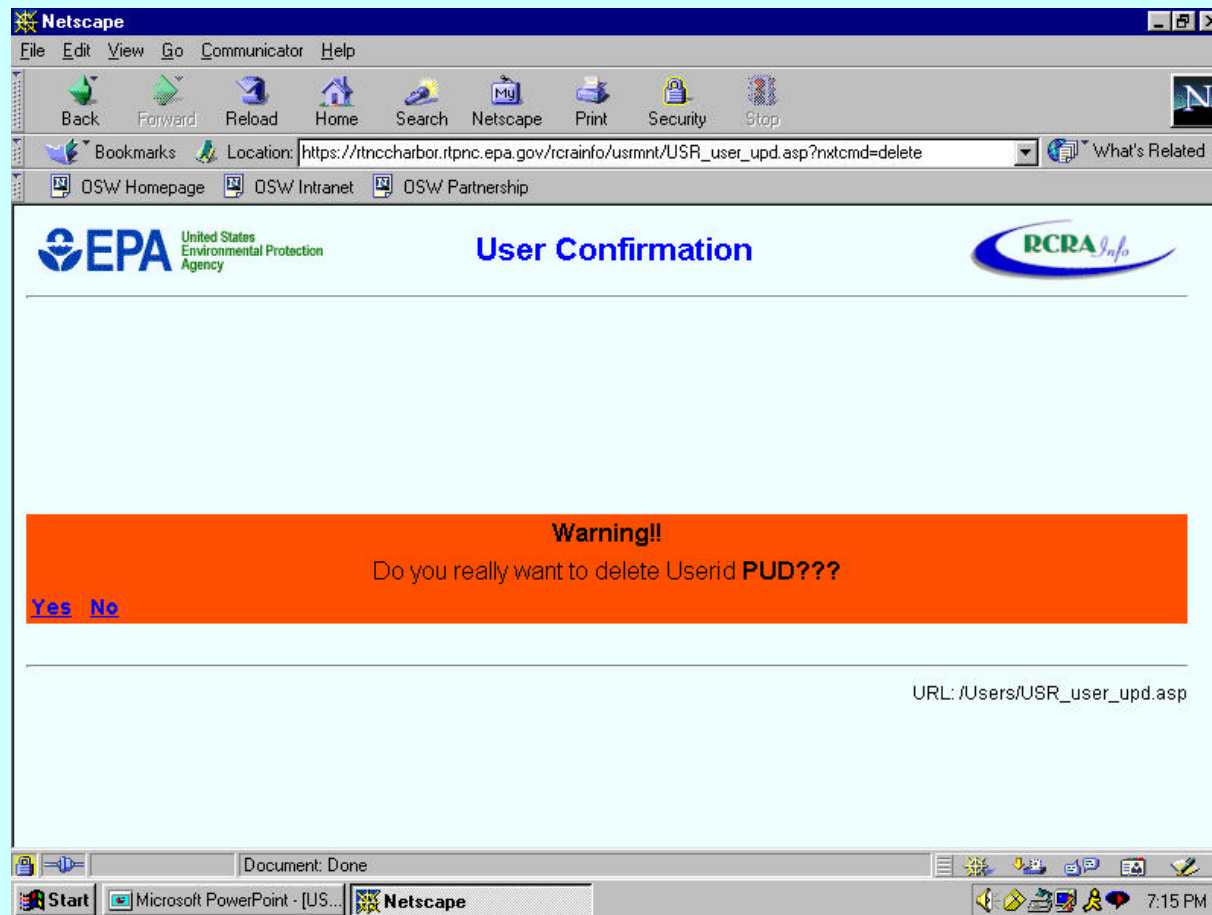 Netscape
File Edit View Go Communicator Help
My
N
Back Forward Reload Home Search Netscape Print Security Stop
Bookmarks Location: https://rtnccharbor.rtpnc.epa.gov/rcrainfo/usrmnt/USR_user_upd.asp?nxtcmd=delete What's Related
OSW Homepage OSW Intranet OSW Partnership
EPA United States
Environmental Protection
Agency
User Confirmation
RCRAInfo
Warning!!
Do you really want to delete Userid PUD???
Yes No
URL: /Users/USR_user_upd.asp
Document: Done
Start Microsoft PowerPoint - [US... Netscape 7:15 PM